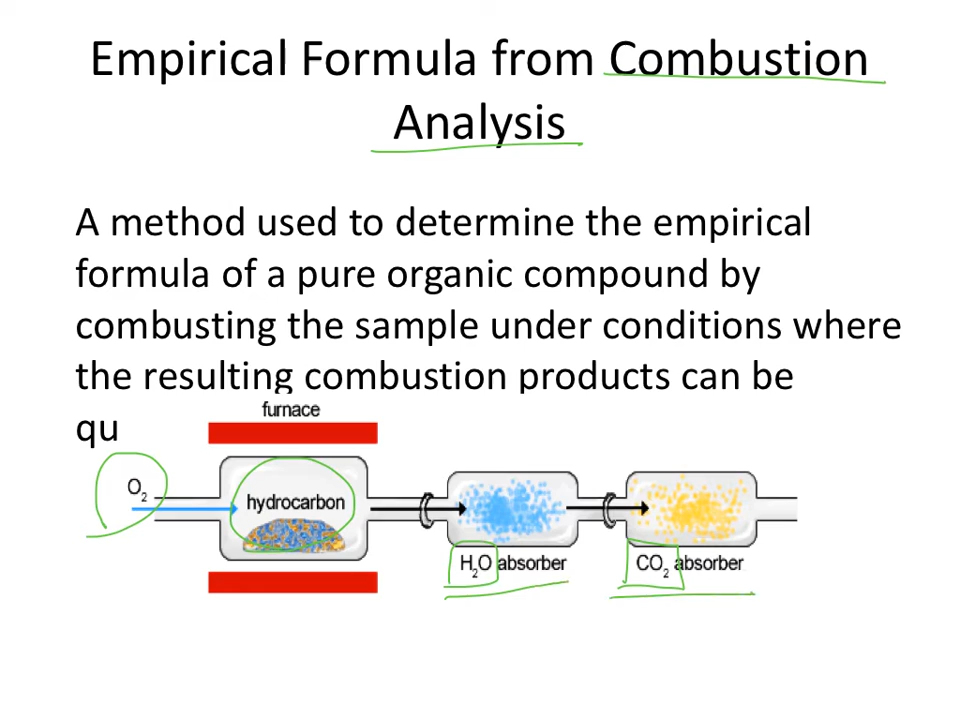 Empirical Formula from Combustion
Analysis
A method used to determine the empirical
formula of a pure organic compound by
combusting the sample under conditions where
the resulting combustion products can be
qu
furnace
O₂
hydrocarbon
H₂O absorber
CO₂ absorber